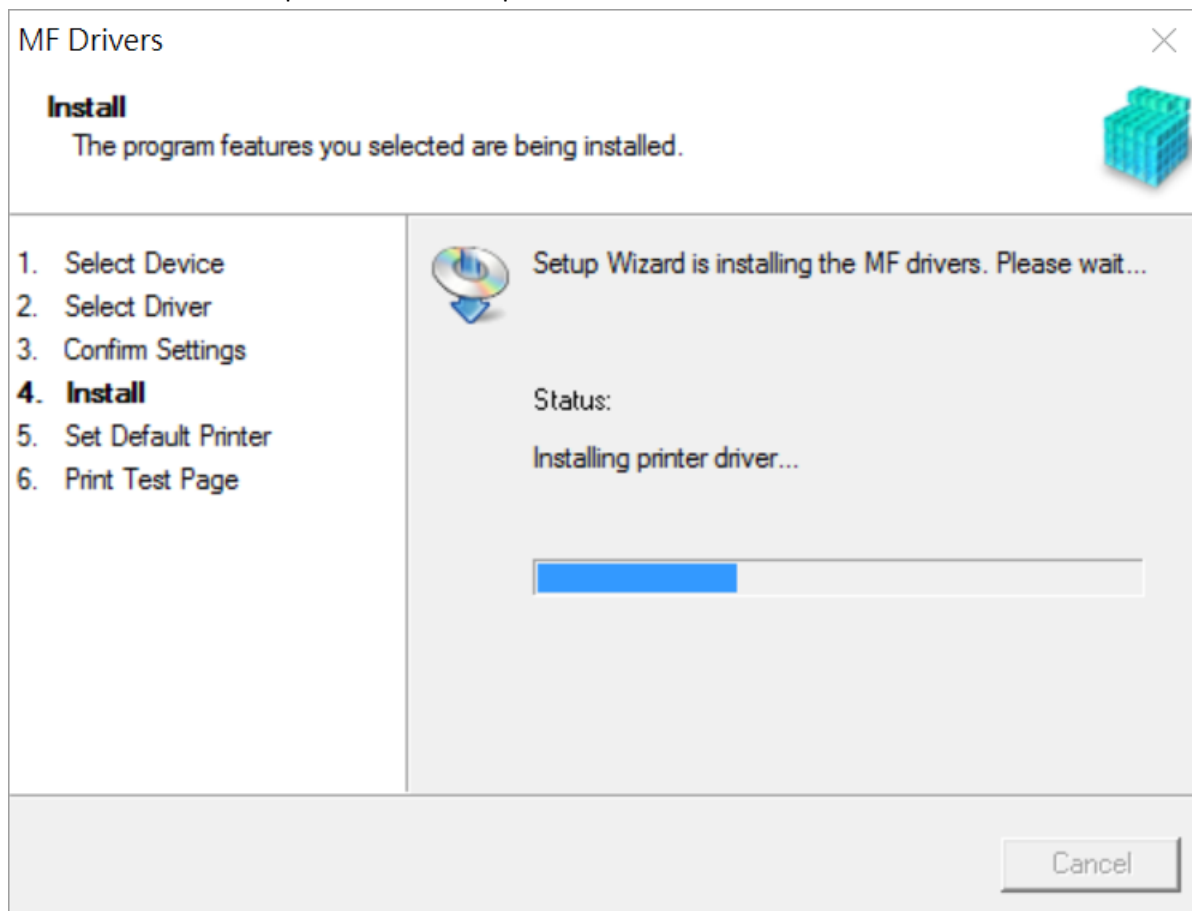 MF Drivers
Install
The program features you selected are being installed.
1. Select Device
2. Select Driver
3. Confirm Settings
4. Install
5. Set Default Printer
6. Print Test Page
Setup Wizard is installing the MF drivers. Please wait...
Status:
Installing printer driver...
Cancel